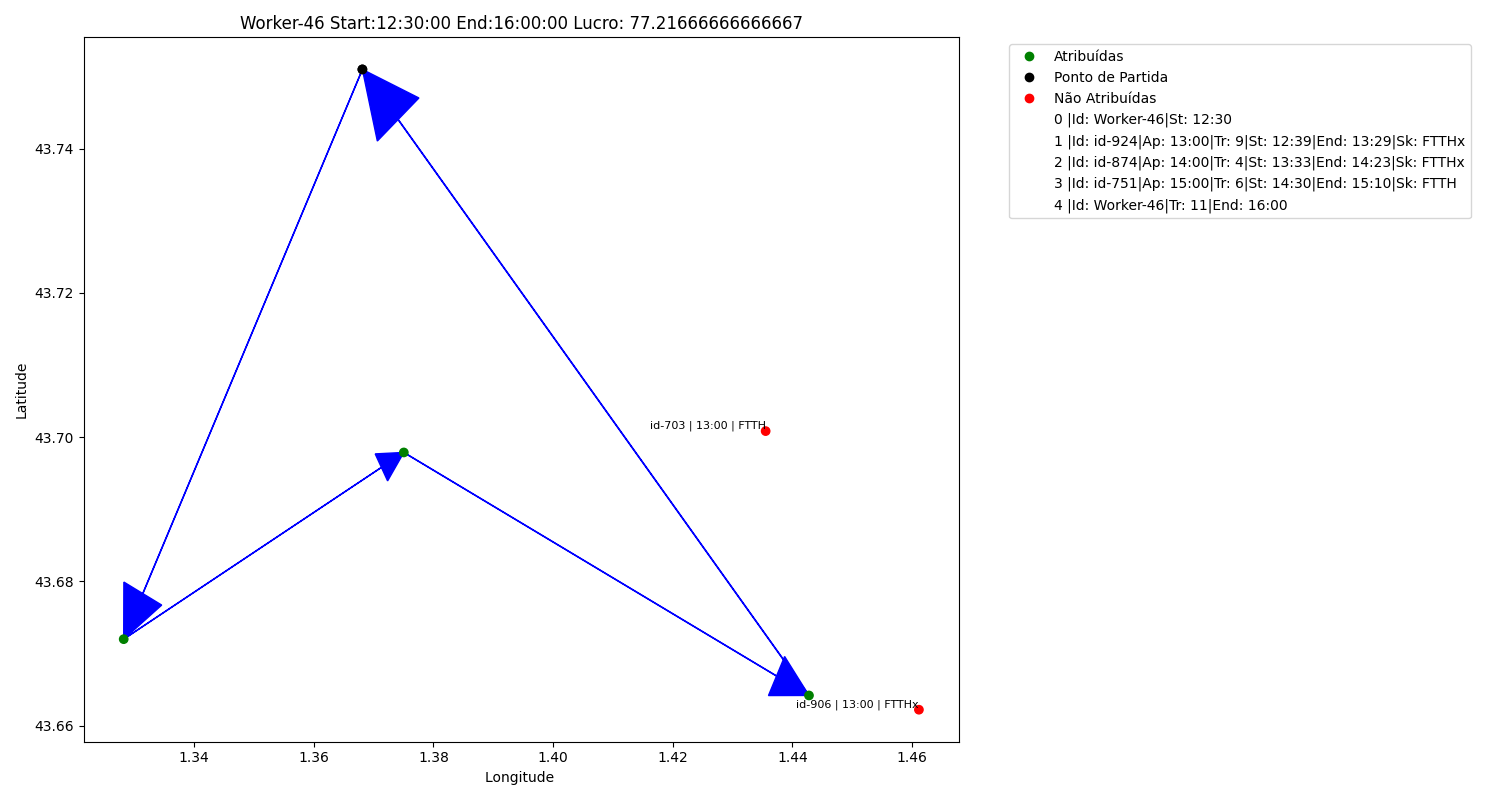 Worker-46 Start:12:30:00 End:16:00:00 Lucro: 77.21666666666667
Atribuídas
Ponto de Partida
Não Atribuídas
0 |Id: Worker-46|St: 12:30
1 |Id: id-924|Ap: 13:00|Tr: 9|St: 12:39|End: 13:29|Sk: FTTHx
2 |Id: id-874|Ap: 14:00|Tr: 4|St: 13:33|End: 14:23|Sk: FTTHx
3 |Id: id-751|Ap: 15:00|Tr: 6|St: 14:30|End: 15:10|Sk: FTTH
4 |Id: Worker-46|Tr: 11|End: 16:00
43.74
43.72
43.70
43.68
43.66
Latitude
id-703 | 13:00 | FTTH
id-906 | 13:00 | FTTHx
1.34 1.36 1.38 1.40 1.42 1.44 1.46
Longitude